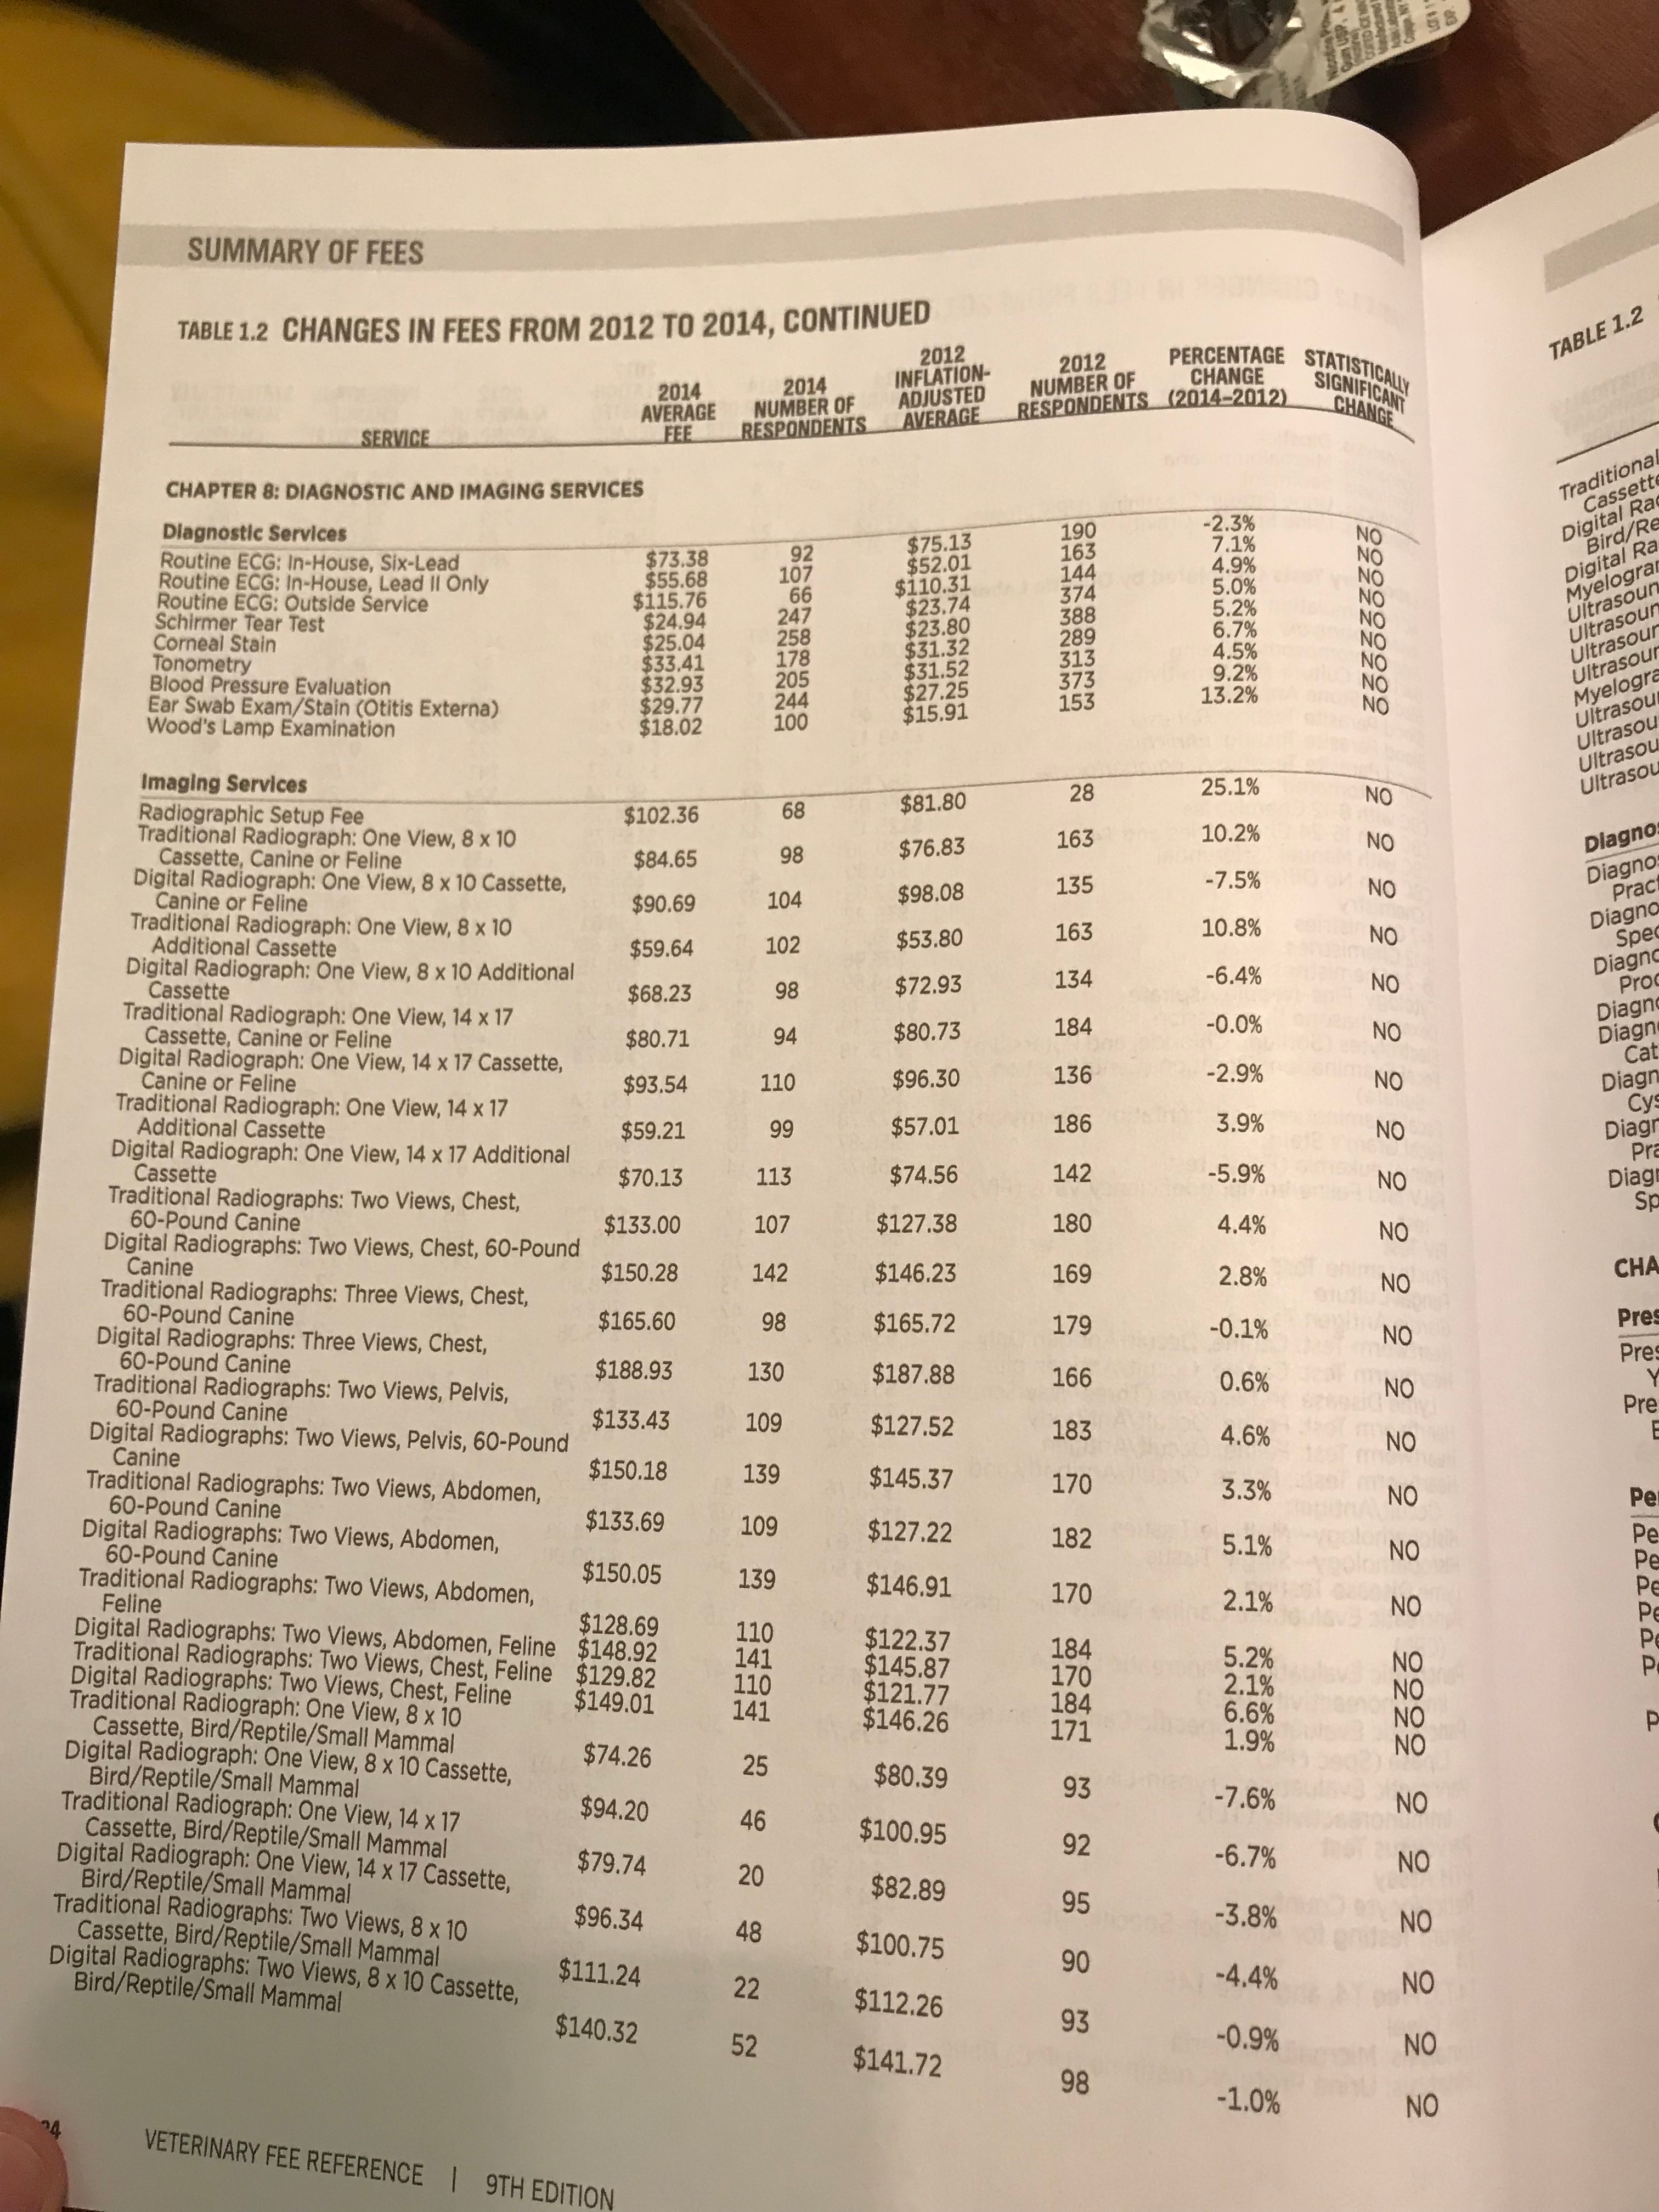 Nicotine
Gum USP, 4
LOT
EXP.
SUMMARY OF FEES
TABLE 1.2 CHANGES IN FEES FROM 2012 TO 2014, CONTINUED
SERVICE 2014 AVERAGE FEE 2014 NUMBER OF RESPONDENTS 2012 INFLATION-ADJUSTED AVERAGE 2012 NUMBER OF RESPONDENTS PERCENTAGE CHANGE (2014–2012) STATISTICALLY SIGNIFICANT CHANGE
CHAPTER 8: DIAGNOSTIC AND IMAGING SERVICES
Diagnostic Services
Routine ECG: In-House, Six-Lead $73.38 92 $75.13 190 -2.3% NO
Routine ECG: In-House, Lead II Only $55.68 107 $52.01 163 7.1% NO
Routine ECG: Outside Service $115.76 66 $110.31 144 4.9% NO
Schirmer Tear Test $24.94 247 $23.74 374 5.0% NO
Corneal Stain $25.04 258 $23.80 388 5.2% NO
Tonometry $33.41 178 $31.32 289 6.7% NO
Blood Pressure Evaluation $32.93 205 $31.52 313 4.5% NO
Ear Swab Exam/Stain (Otitis Externa) $29.77 244 $27.25 373 9.2% NO
Wood's Lamp Examination $18.02 100 $15.91 153 13.2% NO
Imaging Services
Radiographic Setup Fee $102.36 68 $81.80 28 25.1% NO
Traditional Radiograph: One View, 8 x 10
Cassette, Canine or Feline $84.65 98 $76.83 163 10.2% NO
Digital Radiograph: One View, 8 x 10 Cassette,
Canine or Feline $90.69 104 $98.08 135 -7.5% NO
Traditional Radiograph: One View, 8 x 10
Additional Cassette $59.64 102 $53.80 163 10.8% NO
Digital Radiograph: One View, 8 x 10 Additional
Cassette $68.23 98 $72.93 134 -6.4% NO
Traditional Radiograph: One View, 14 x 17
Cassette, Canine or Feline $80.71 94 $80.73 184 -0.0% NO
Digital Radiograph: One View, 14 x 17 Cassette,
Canine or Feline $93.54 110 $96.30 136 -2.9% NO
Traditional Radiograph: One View, 14 x 17
Additional Cassette $59.21 99 $57.01 186 3.9% NO
Digital Radiograph: One View, 14 x 17 Additional
Cassette $70.13 113 $74.56 142 -5.9% NO
Traditional Radiographs: Two Views, Chest,
60-Pound Canine $133.00 107 $127.38 180 4.4% NO
Digital Radiographs: Two Views, Chest, 60-Pound
Canine $150.28 142 $146.23 169 2.8% NO
Traditional Radiographs: Three Views, Chest,
60-Pound Canine $165.60 98 $165.72 179 -0.1% NO
Digital Radiographs: Three Views, Chest,
60-Pound Canine $188.93 130 $187.88 166 0.6% NO
Traditional Radiographs: Two Views, Pelvis,
60-Pound Canine $133.43 109 $127.52 183 4.6% NO
Digital Radiographs: Two Views, Pelvis, 60-Pound
Canine $150.18 139 $145.37 170 3.3% NO
Traditional Radiographs: Two Views, Abdomen,
60-Pound Canine $133.69 109 $127.22 182 5.1% NO
Digital Radiographs: Two Views, Abdomen,
60-Pound Canine $150.05 139 $146.91 170 2.1% NO
Traditional Radiographs: Two Views, Abdomen,
Feline $128.69 110 $122.37 184 5.2% NO
Digital Radiographs: Two Views, Abdomen, Feline $148.92 141 $145.87 170 2.1% NO
Traditional Radiographs: Two Views, Chest, Feline $129.82 110 $121.77 184 6.6% NO
Digital Radiographs: Two Views, Chest, Feline $149.01 141 $146.26 171 1.9% NO
Traditional Radiograph: One View, 8 x 10
Cassette, Bird/Reptile/Small Mammal $74.26 25 $80.39 93 -7.6% NO
Digital Radiograph: One View, 8 x 10 Cassette,
Bird/Reptile/Small Mammal $94.20 46 $100.95 92 -6.7% NO
Traditional Radiograph: One View, 14 x 17
Cassette, Bird/Reptile/Small Mammal $79.74 20 $82.89 95 -3.8% NO
Digital Radiograph: One View, 14 x 17 Cassette,
Bird/Reptile/Small Mammal $96.34 48 $100.75 90 -4.4% NO
Traditional Radiographs: Two Views, 8 x 10
Cassette, Bird/Reptile/Small Mammal $111.24 22 $112.26 93 -0.9% NO
Digital Radiographs: Two Views, 8 x 10 Cassette,
Bird/Reptile/Small Mammal $140.32 52 $141.72 98 -1.0% NO
VETERINARY FEE REFERENCE | 9TH EDITION
TABLE 1.2
Traditional
Cassette
Digital Ra
Bird/Re
Digital Ra
Myelogra
Ultrasoun
Ultrasoun
Ultrasour
Ultrasour
Myelogra
Ultrasou
Ultrasou
Ultrasou
Ultrasou
Diagno
Diagno
Prac
Diagno
Spec
Diagno
Proc
Diagn
Diagn
Cat
Diagn
Cys
Diagr
Pra
Diagr
Sp
CHA
Pres
Pres
Y
Pre
E
Pe
Pe
Pe
Pe
Pe
Pe
Pe
P